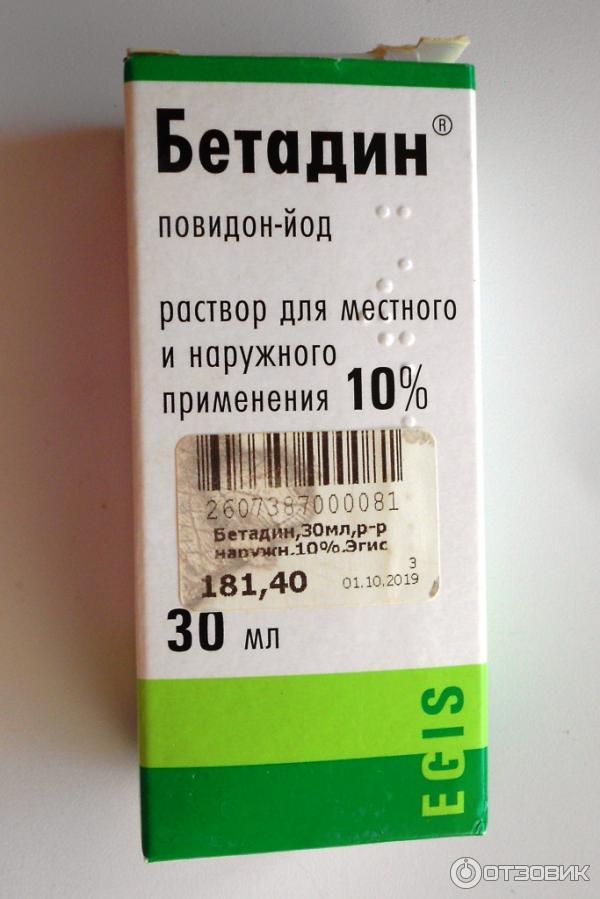 Бетадин®
повидон-йод
раствор для местного
и наружного
применения 10%
2607387000081
Бетадин,30мл,р-р
наружн.10%.Эгис
3
181,40 01.10.2019
30 мл
EGIS
ОТЗОВИК